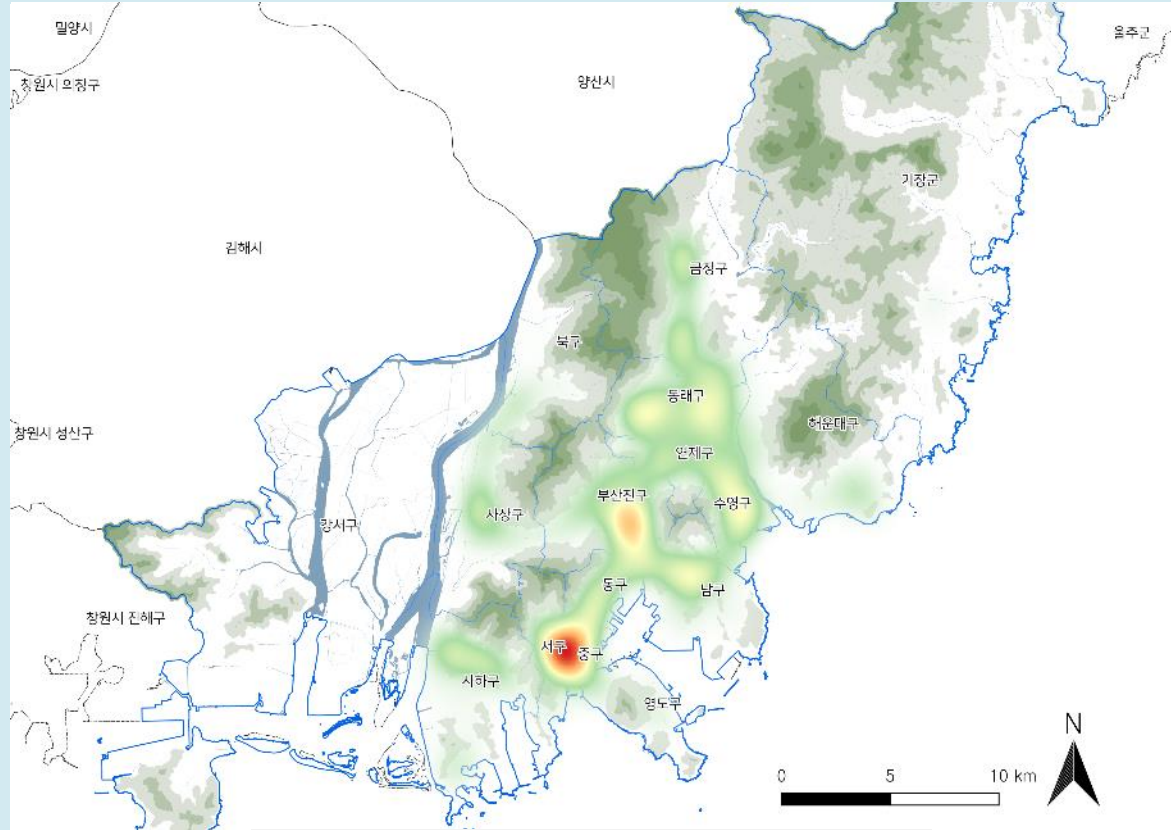 밀양시
울주군
창원시 의창구
양산시
기장군
김해시
금정구
북구
동래구
창원시 성산구
해운대구
연제구
부산진구
수영구
사상구
강서구
동구
남구
창원시 진해구
서구
중구
사하구
영도구
N
0 5 10 km